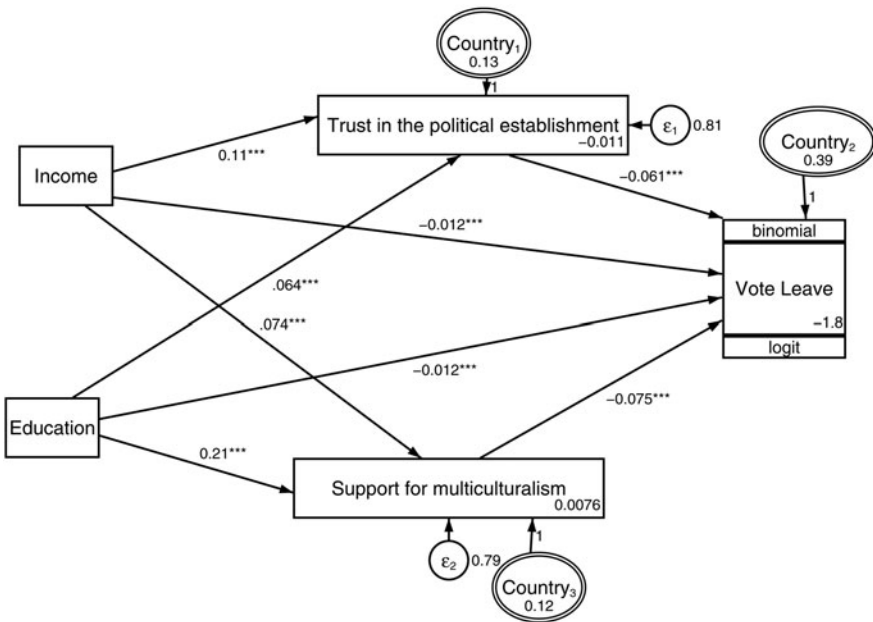 Country₁
0.13
1
Trust in the political establishment
−0.011
ε₁
0.81
Country₂
0.39
1
Income
0.11***
−0.061***
binomial
−0.012***
Vote Leave
−1.8
logit
.064***
.074***
−0.012***
−0.075***
Education
0.21***
Support for multiculturalism
0.0076
ε₂
0.79
1
Country₃
0.12